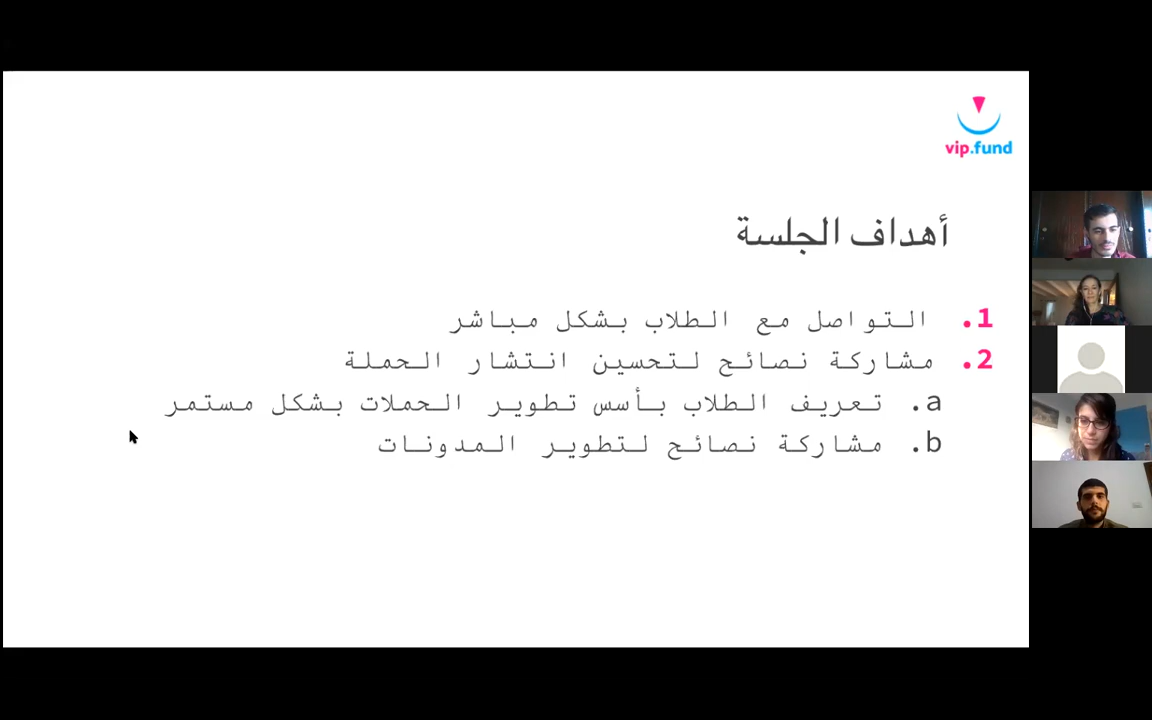 vip.fund
أهداف الجلسة
1. التواصل مع الطلاب بشكل مباشر
2. مشاركة نصائح لتحسين انتشار الحملة
a. تعريف الطلاب بأسس تطوير الحملات بشكل مستمر
b. مشاركة نصائح لتطوير المدونات